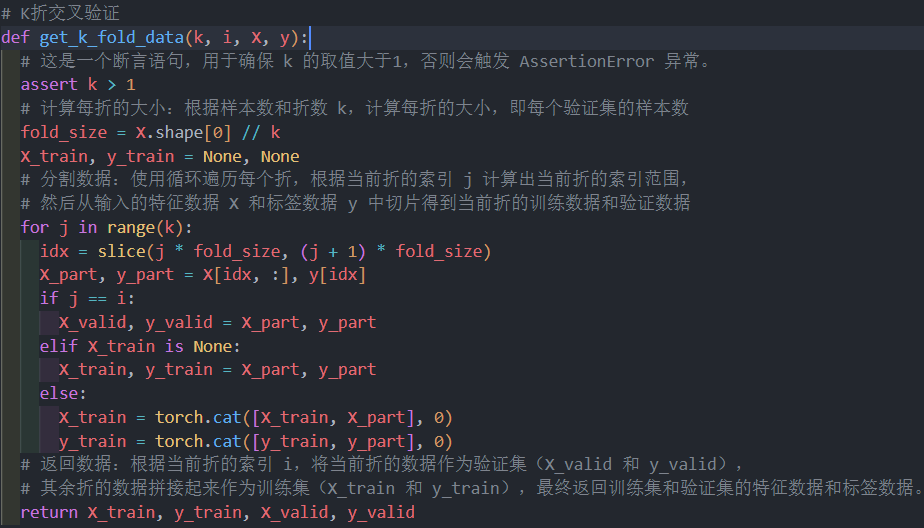 # K折交叉验证
def get_k_fold_data(k, i, X, y):
# 这是一个断言语句，用于确保 k 的取值大于1，否则会触发 AssertionError 异常。
assert k > 1
# 计算每折的大小：根据样本数和折数 k，计算每折的大小，即每个验证集的样本数
fold_size = X.shape[0] // k
X_train, y_train = None, None
# 分割数据：使用循环遍历每个折，根据当前折的索引 j 计算出当前折的索引范围，
# 然后从输入的特征数据 X 和标签数据 y 中切片得到当前折的训练数据和验证数据
for j in range(k):
idx = slice(j * fold_size, (j + 1) * fold_size)
X_part, y_part = X[idx, :], y[idx]
if j == i:
X_valid, y_valid = X_part, y_part
elif X_train is None:
X_train, y_train = X_part, y_part
else:
X_train = torch.cat([X_train, X_part], 0)
y_train = torch.cat([y_train, y_part], 0)
# 返回数据：根据当前折的索引 i，将当前折的数据作为验证集（X_valid 和 y_valid），
# 其余折的数据拼接起来作为训练集（X_train 和 y_train），最终返回训练集和验证集的特征数据和标签数据。
return X_train, y_train, X_valid, y_valid